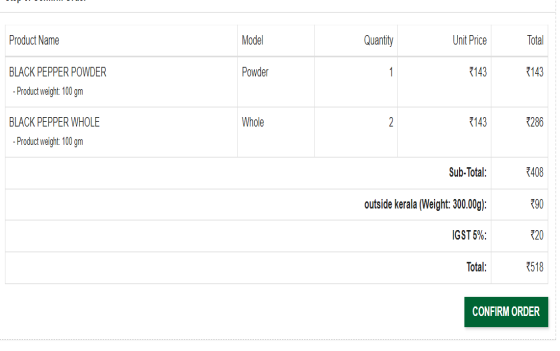 Product Name Model Quantity Unit Price Total
BLACK PEPPER POWDER Powder 1 ₹143 ₹143
- Product weight: 100 gm
BLACK PEPPER WHOLE Whole 2 ₹143 ₹286
- Product weight: 100 gm
Sub-Total: ₹408
outside kerala (Weight: 300.00g): ₹90
IGST 5%: ₹20
Total: ₹518
CONFIRM ORDER